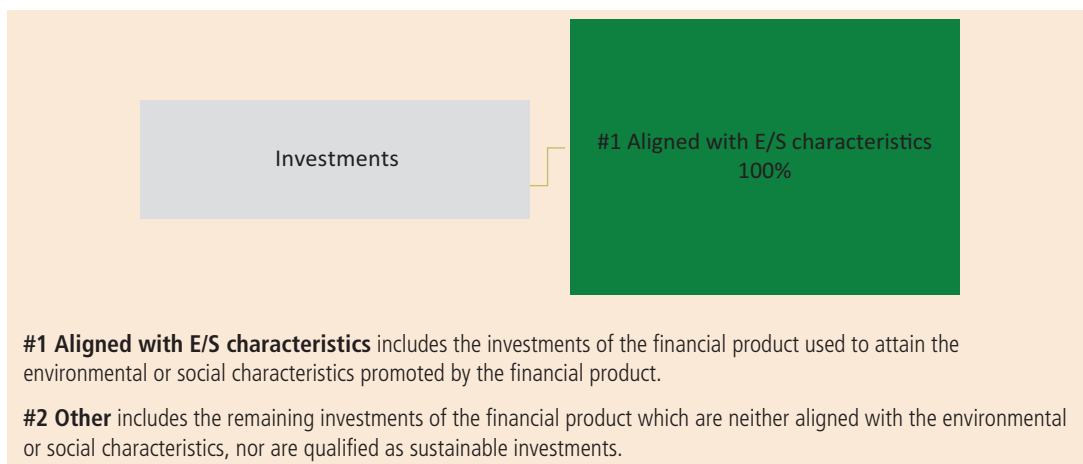 Investments
#1 Aligned with E/S characteristics
100%
#1 Aligned with E/S characteristics includes the investments of the financial product used to attain the
environmental or social characteristics promoted by the financial product.
#2 Other includes the remaining investments of the financial product which are neither aligned with the environmental
or social characteristics, nor are qualified as sustainable investments.